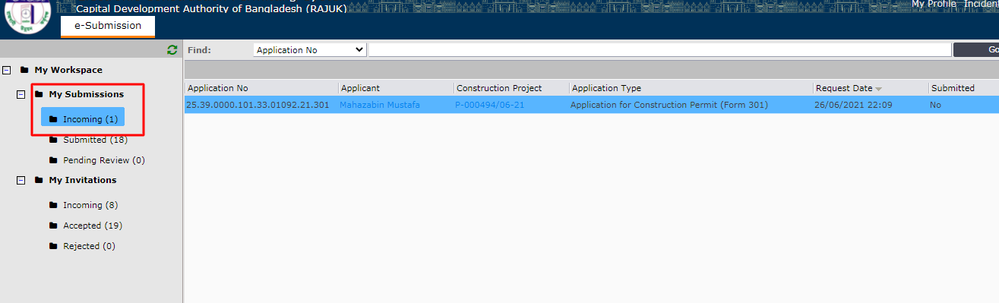 Capital Development Authority of Bangladesh (RAJUK)
My Profile Inciden
e-Submission
Find: Application No Go
My Workspace
My Submissions
Incoming (1)
Submitted (18)
Pending Review (0)
My Invitations
Incoming (8)
Accepted (19)
Rejected (0)
Application No Applicant Construction Project Application Type Request Date Submitted
25.39.0000.101.33.01092.21.301 Mahazabin Mustafa P-000494/06-21 Application for Construction Permit (Form 301) 26/06/2021 22:09 No